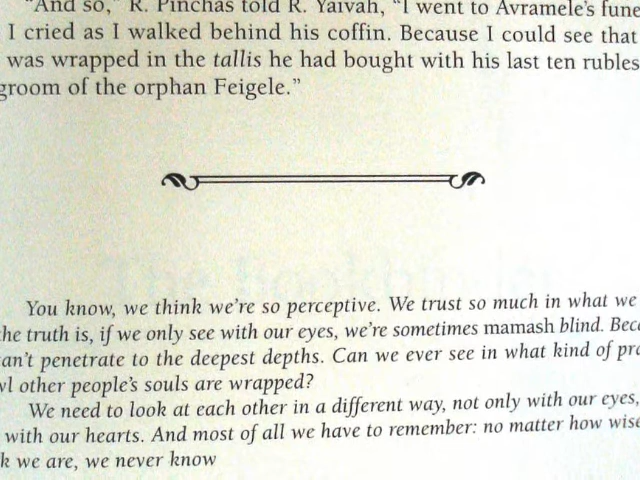 "And so," R. Pinchas told R. Yaivah, "I went to Avramele's fune
I cried as I walked behind his coffin. Because I could see that
was wrapped in the tallis he had bought with his last ten rubles
groom of the orphan Feigele."
You know, we think we're so perceptive. We trust so much in what we
the truth is, if we only see with our eyes, we're sometimes mamash blind. Beca
an't penetrate to the deepest depths. Can we ever see in what kind of pra
wl other people's souls are wrapped?
We need to look at each other in a different way, not only with our eyes,
with our hearts. And most of all we have to remember: no matter how wise
k we are, we never know